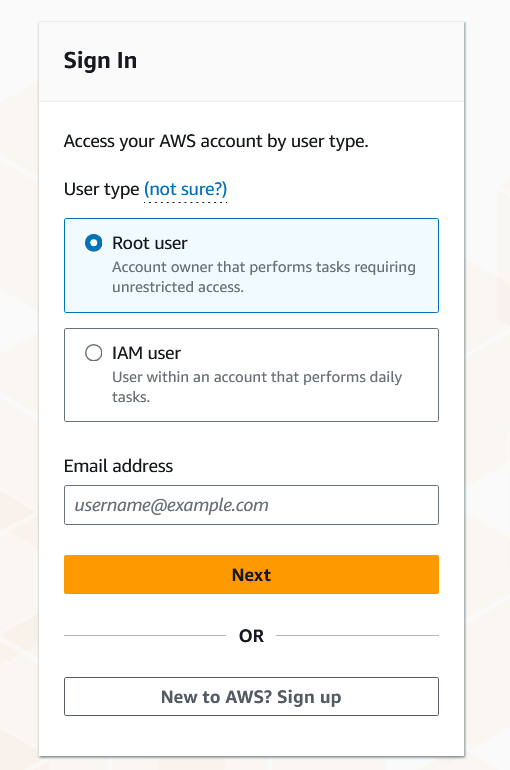 Sign In
Access your AWS account by user type.
User type (not sure?)
Root user
Account owner that performs tasks requiring
unrestricted access.
IAM user
User within an account that performs daily
tasks.
Email address
username@example.com
Next
OR
New to AWS? Sign up